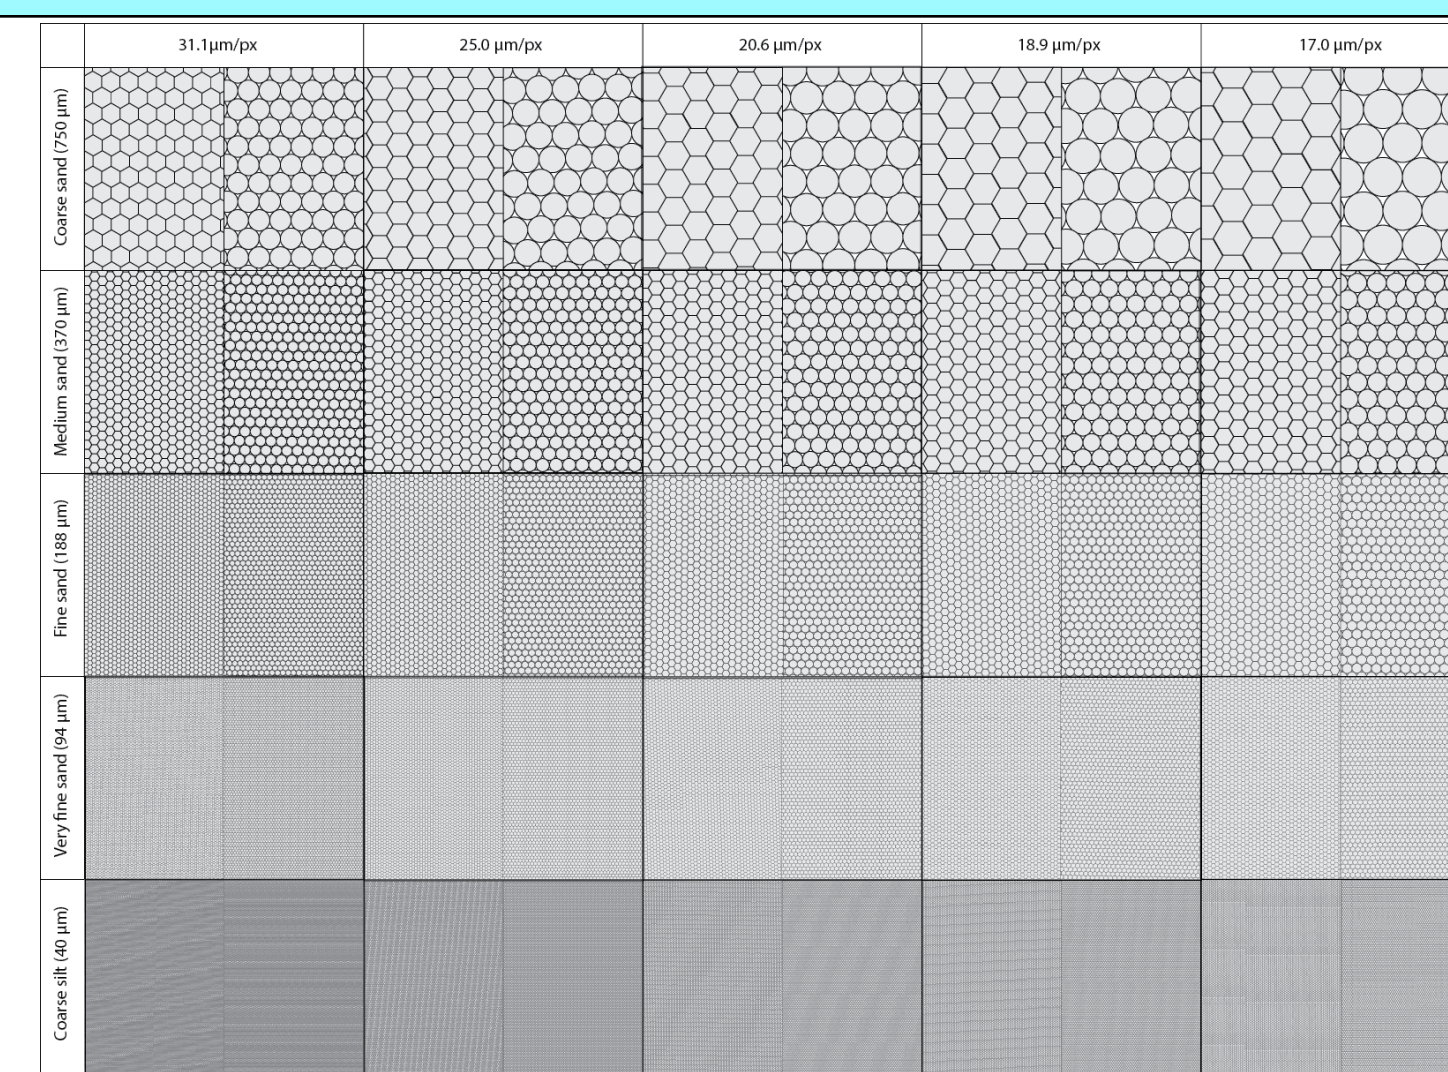 31.1µm/px
25.0 µm/px
20.6 µm/px
18.9 µm/px
17.0 µm/px
Coarse sand (750 µm)
Medium sand (370 µm)
Fine sand (188 µm)
Very fine sand (94 µm)
Coarse silt (40 µm)